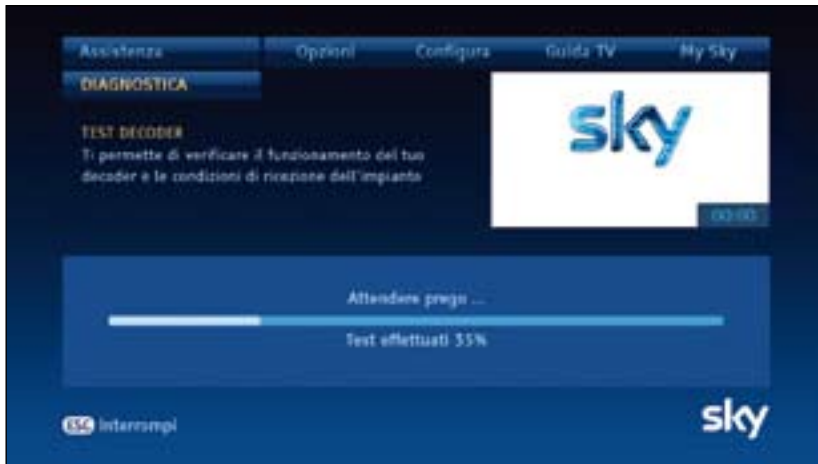 Assistenza Opzioni Configura Guida TV My Sky
DIAGNOSTICA
TEST DECODER
Ti permette di verificare il funzionamento del tuo
decoder e le condizioni di ricezione dell'impianto
sky
00:00
Attendere prego ...
Test effettuati 35%
ESC Interrompi
sky